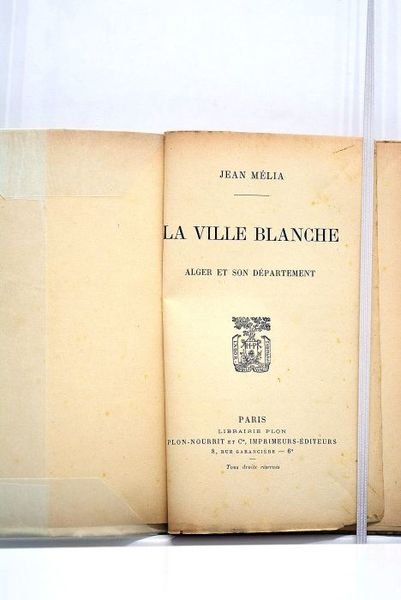 JEAN MÉLIA
LA VILLE BLANCHE
ALGER ET SON DÉPARTEMENT
PARIS
LIBRAIRIE PLON
PLON-NOURRIT ET Cie, IMPRIMEURS-ÉDITEURS
8, RUE GARANCIÈRE — 6e
Tous droits réservés